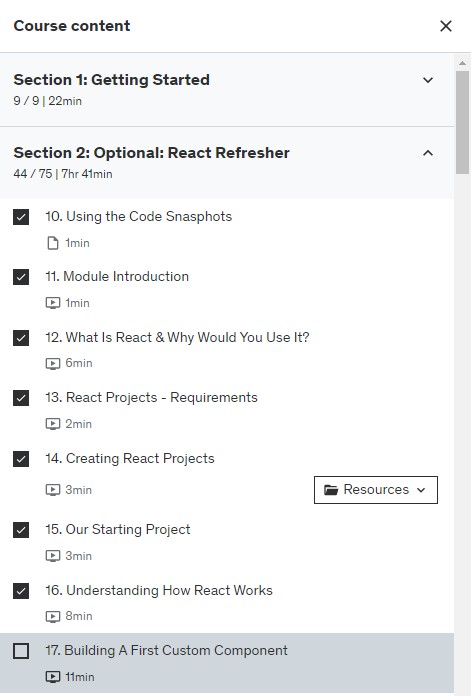 Course content
Section 1: Getting Started
9 / 9 | 22min
Section 2: Optional: React Refresher
44 / 75 | 7hr 41min
10. Using the Code Snasphots
1min
11. Module Introduction
1min
12. What Is React & Why Would You Use It?
6min
13. React Projects - Requirements
2min
14. Creating React Projects
3min
Resources
15. Our Starting Project
3min
16. Understanding How React Works
8min
17. Building A First Custom Component
11min